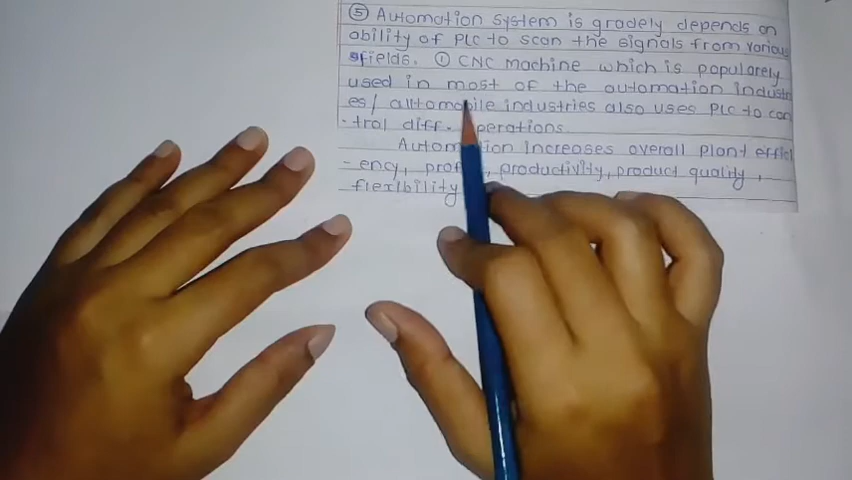 ⑤ Automation system is gradely depends on
ability of PLC to scan the signals from various
fields. ① CNC machine which is popularely
used in most of the automation industri
es/ automobile industries also uses PLC to con
-trol diff. operations.
Automation increases overall plant effici
-ency, productivity, product quality,
flexibility